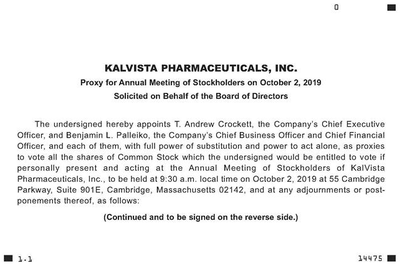 0
KALVISTA PHARMACEUTICALS, INC.
Proxy for Annual Meeting of Stockholders on October 2, 2019
Solicited on Behalf of the Board of Directors
The undersigned hereby appoints T. Andrew Crockett, the Company's Chief Executive
Officer, and Benjamin L. Palleiko, the Company's Chief Business Officer and Chief Financial
Officer, and each of them, with full power of substitution and power to act alone, as proxies
to vote all the shares of Common Stock which the undersigned would be entitled to vote if
personally present and acting at the Annual Meeting of Stockholders of KalVista
Pharmaceuticals, Inc., to be held at 9:30 a.m. local time on October 2, 2019 at 55 Cambridge
Parkway, Suite 901E, Cambridge, Massachusetts 02142, and at any adjournments or post-
ponements thereof, as follows:
(Continued and to be signed on the reverse side.)
1.1 14475